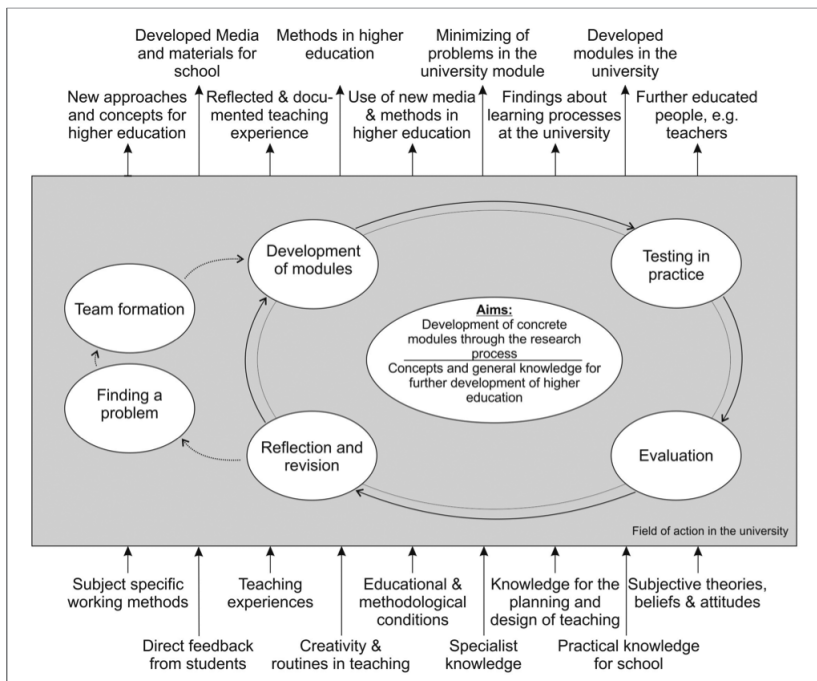 Developed Media
and materials for
school
Methods in higher
education
Minimizing of
problems in the
university module
Developed
modules in the
university
New approaches
and concepts for
higher education
Reflected & docu-
mented teaching
experience
Use of new media
& methods in
higher education
Findings about
learning processes
at the university
Further educated
people, e.g.
teachers
Development
of modules
Testing in
practice
Team formation
Aims:
Development of concrete
modules through the research
process
Concepts and general knowledge for
further development of higher
education
Finding a
problem
Reflection and
revision
Evaluation
Field of action in the university
Subject specific
working methods
Teaching
experiences
Educational &
methodological
conditions
Knowledge for the
planning and
design of teaching
Subjective theories,
beliefs & attitudes
Direct feedback
from students
Creativity &
routines in teaching
Specialist
knowledge
Practical knowledge
for school